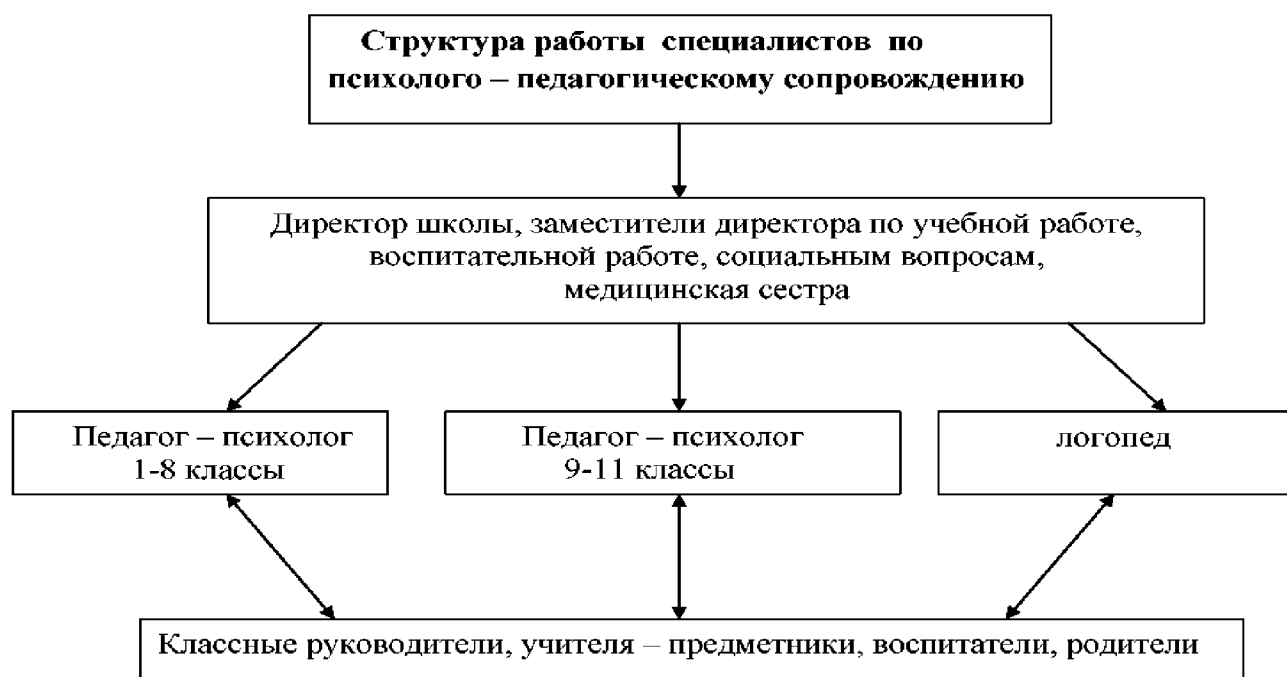 Структура работы специалистов по
психолого – педагогическому сопровождению
Директор школы, заместители директора по учебной работе,
воспитательной работе, социальным вопросам,
медицинская сестра
Педагог – психолог
1-8 классы
Педагог – психолог
9-11 классы
логопед
Классные руководители, учителя – предметники, воспитатели, родители